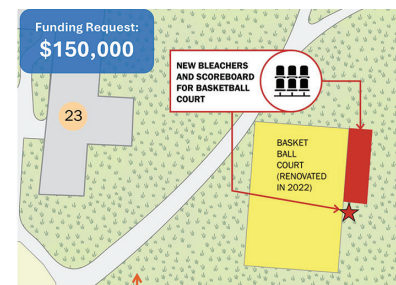 Funding Request:
$150,000
NEW BLEACHERS
AND SCOREBOARD
FOR BASKETBALL
COURT
23
BASKET
BALL
COURT
(RENOVATED
IN 2022)